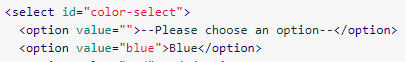 <select id="color-select">
  <option value="">--Please choose an option--</option>
  <option value="blue">Blue</option>